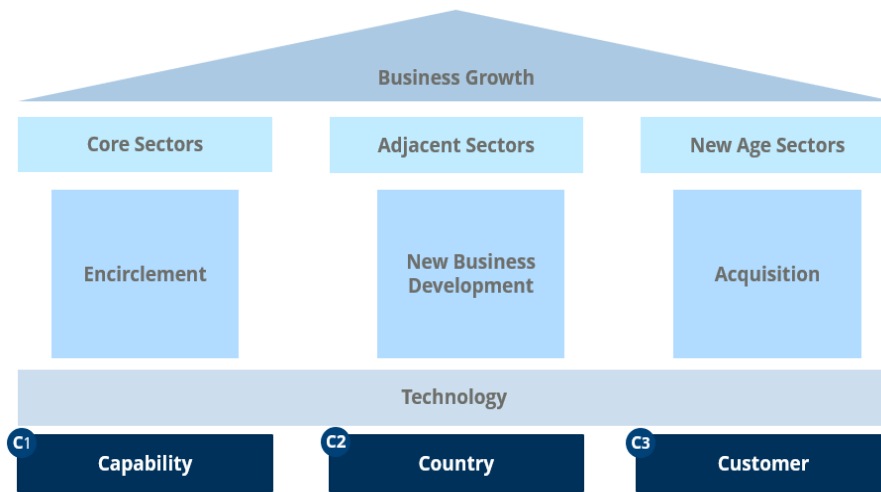 Business Growth
Core Sectors
Adjacent Sectors
New Age Sectors
Encirclement
New Business
Development
Acquisition
Technology
C1
Capability
C2
Country
C3
Customer